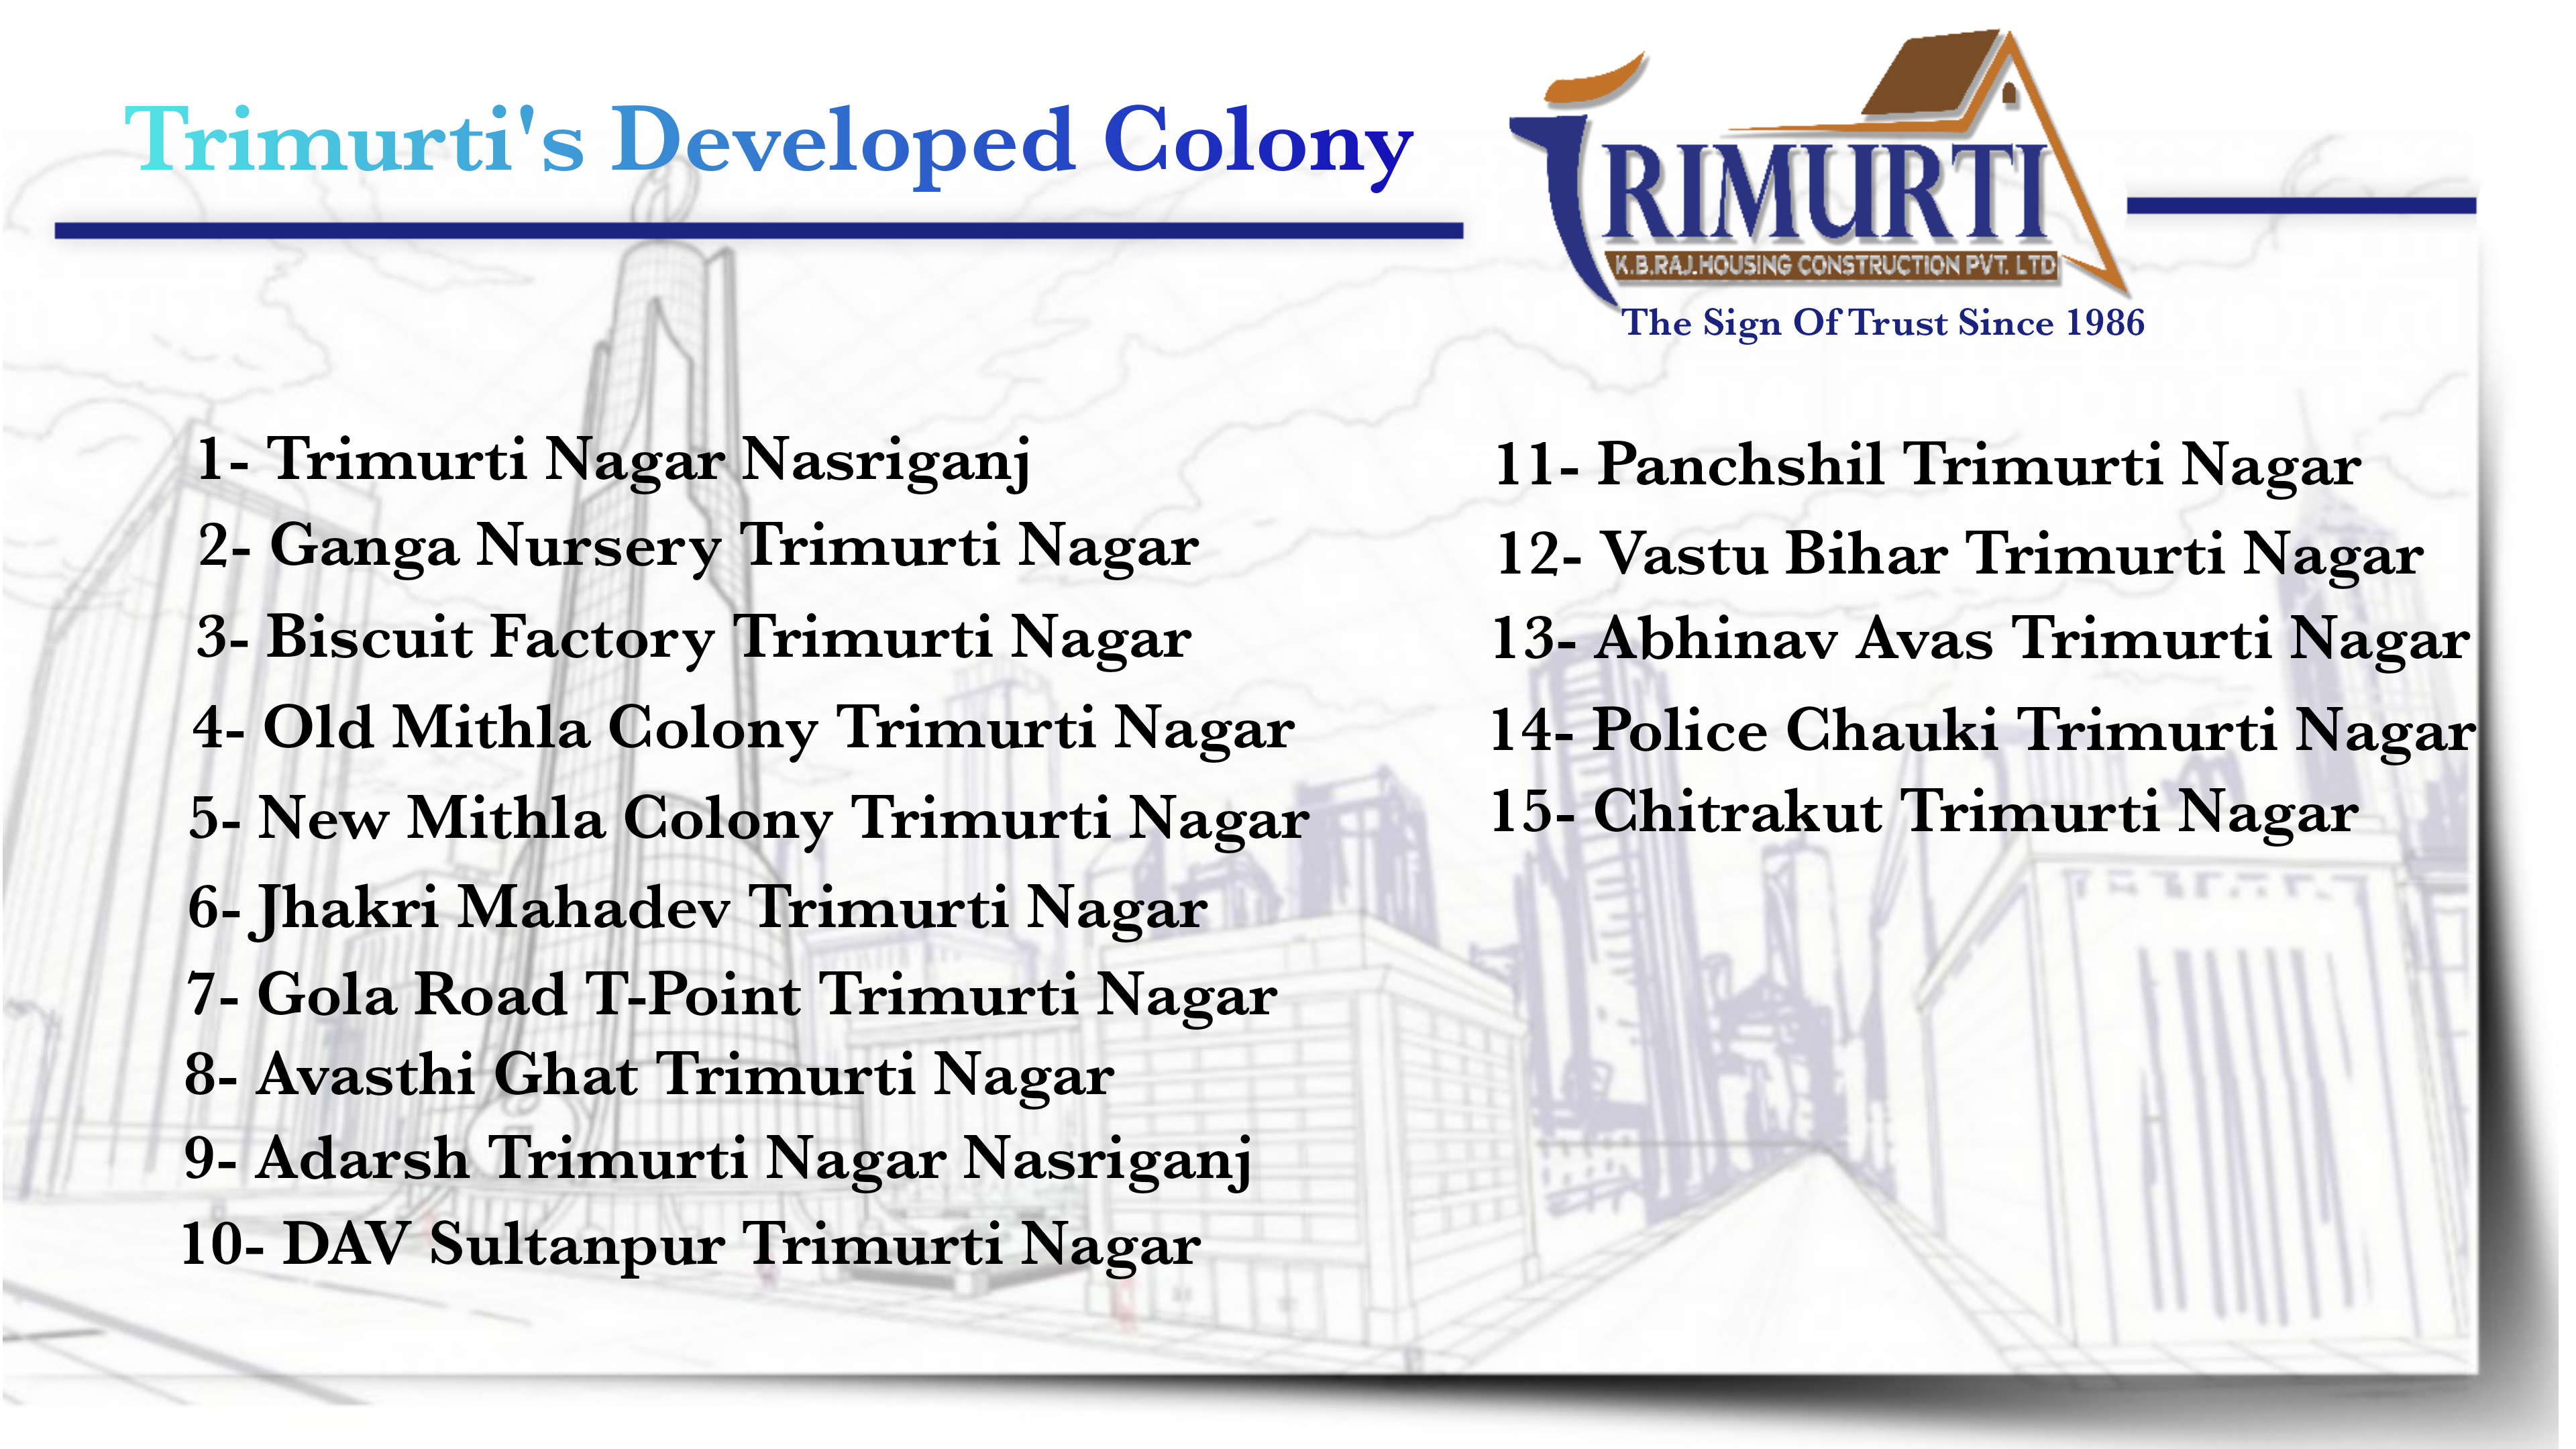 Trimurti's Developed Colony
TRIMURTI
K.B.RAJ.HOUSING CONSTRUCTION PVT. LTD
The Sign Of Trust Since 1986
1- Trimurti Nagar Nasriganj
2- Ganga Nursery Trimurti Nagar
3- Biscuit Factory Trimurti Nagar
4- Old Mithla Colony Trimurti Nagar
5- New Mithla Colony Trimurti Nagar
6- Jhakri Mahadev Trimurti Nagar
7- Gola Road T-Point Trimurti Nagar
8- Avasthi Ghat Trimurti Nagar
9- Adarsh Trimurti Nagar Nasriganj
10- DAV Sultanpur Trimurti Nagar
11- Panchshil Trimurti Nagar
12- Vastu Bihar Trimurti Nagar
13- Abhinav Avas Trimurti Nagar
14- Police Chauki Trimurti Nagar
15- Chitrakut Trimurti Nagar